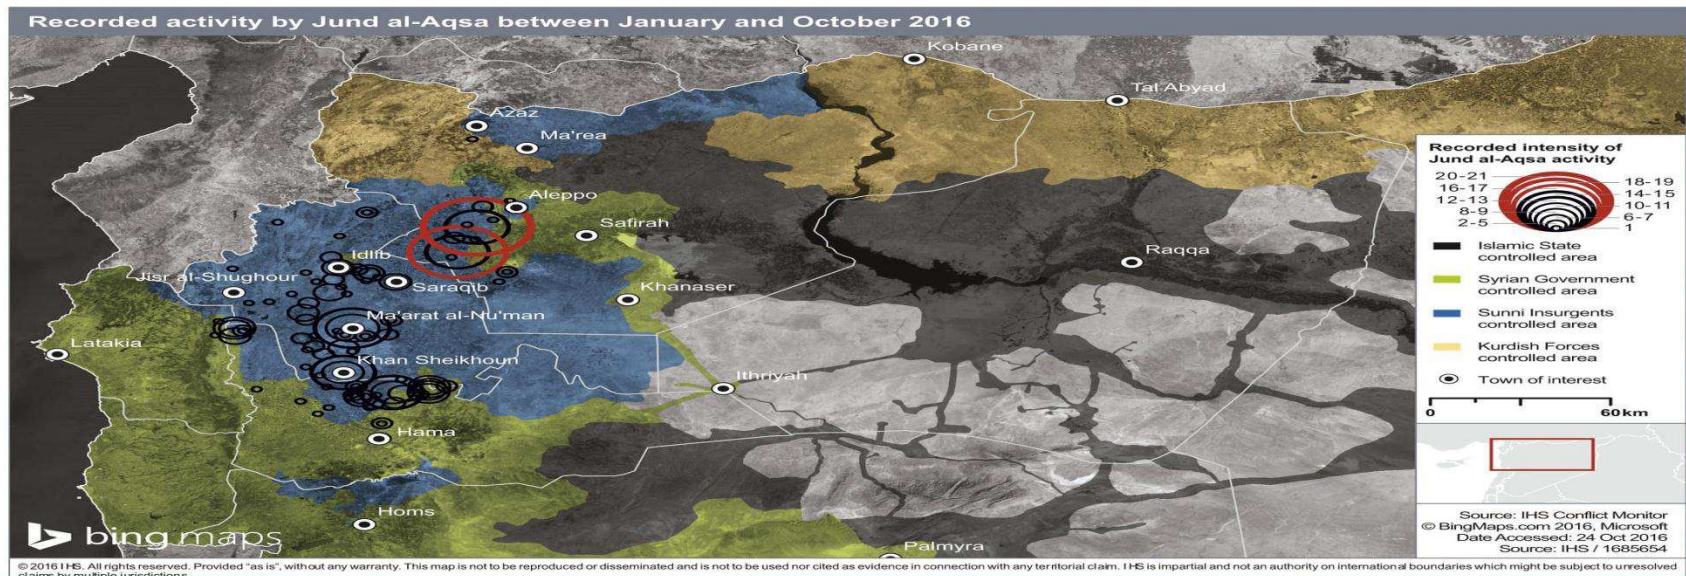 Recorded activity by Jund al-Aqsa between January and October 2016
Kobane
Tal Abyad
Azaz
Ma'rea
Aleppo
Safirah
Raqqa
Idlib
Jisr al-Shughour
Saraqib
Khanaser
Ma'arat al-Nu'man
Latakia
Khan Sheikhoun
Ithriyah
Hama
Homs
Palmyra
Recorded intensity of
Jund al-Aqsa activity
20-21
18-19
16-17
14-15
12-13
10-11
8-9
6-7
2-5
1
Islamic State
controlled area
Syrian Government
controlled area
Sunni Insurgents
controlled area
Kurdish Forces
controlled area
Town of interest
0 60km
bing maps
Source: IHS Conflict Monitor
© BingMaps.com 2016, Microsoft
Date Accessed: 24 Oct 2016
Source: IHS / 1685654
© 2016 IHS. All rights reserved. Provided "as is", without any warranty. This map is not to be reproduced or disseminated and is not to be used nor cited as evidence in connection with any territorial claim. IHS is impartial and not an authority on international boundaries which might be subject to unresolved
claims by multiple jurisdictions.